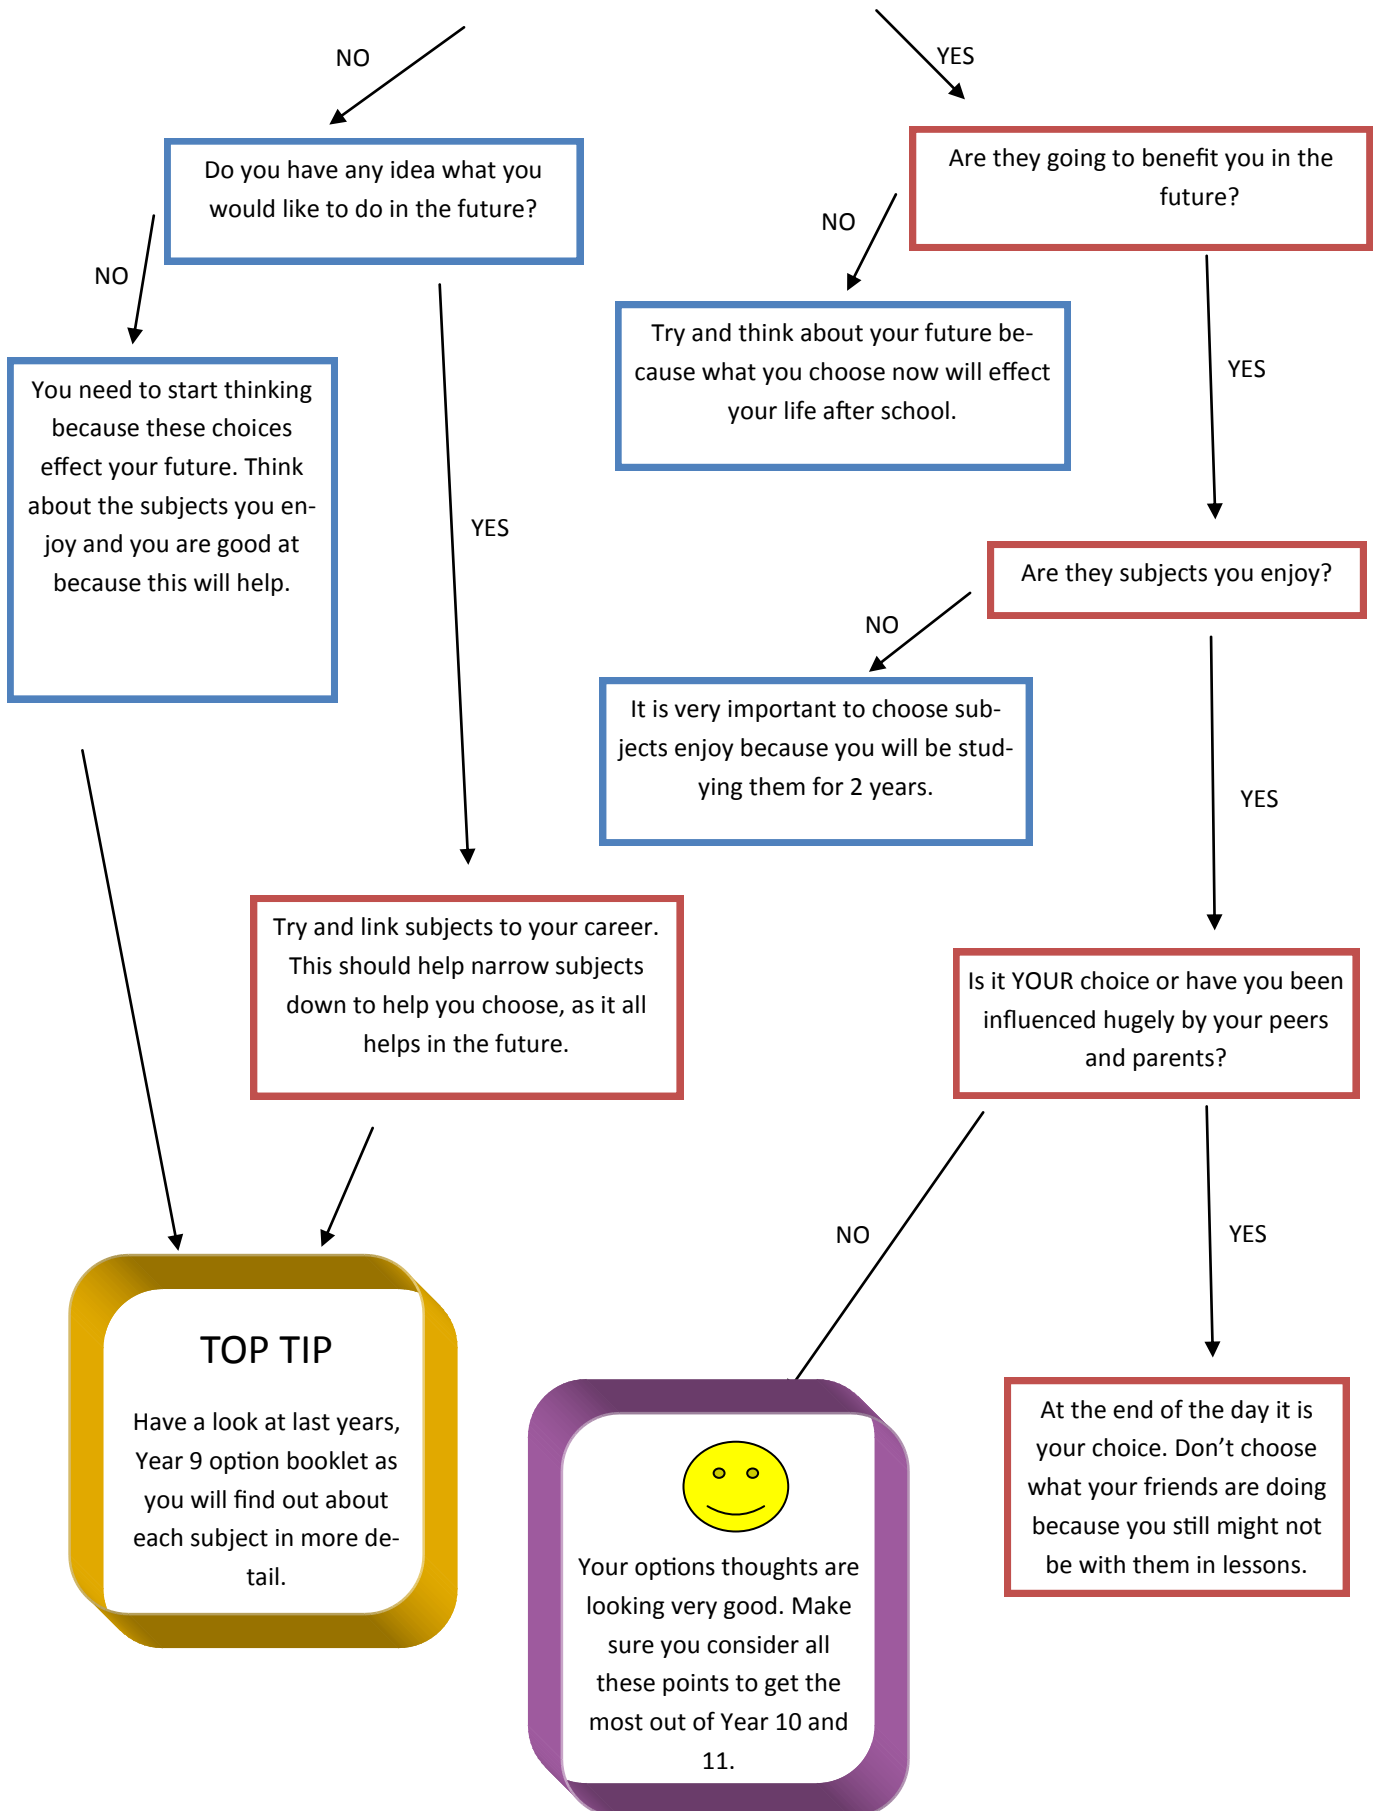 NO
YES
Do you have any idea what you
would like to do in the future?
Are they going to benefit you in the
future?
NO
NO
Try and think about your future be-
cause what you choose now will effect
your life after school.
YES
You need to start thinking
because these choices
effect your future. Think
about the subjects you en-
joy and you are good at
because this will help.
YES
Are they subjects you enjoy?
NO
It is very important to choose sub-
jects enjoy because you will be stud-
ying them for 2 years.
YES
Try and link subjects to your career.
This should help narrow subjects
down to help you choose, as it all
helps in the future.
Is it YOUR choice or have you been
influenced hugely by your peers
and parents?
NO
YES
TOP TIP
Have a look at last years,
Year 9 option booklet as
you will find out about
each subject in more de-
tail.
Your options thoughts are
looking very good. Make
sure you consider all
these points to get the
most out of Year 10 and
11.
At the end of the day it is
your choice. Don’t choose
what your friends are doing
because you still might not
be with them in lessons.